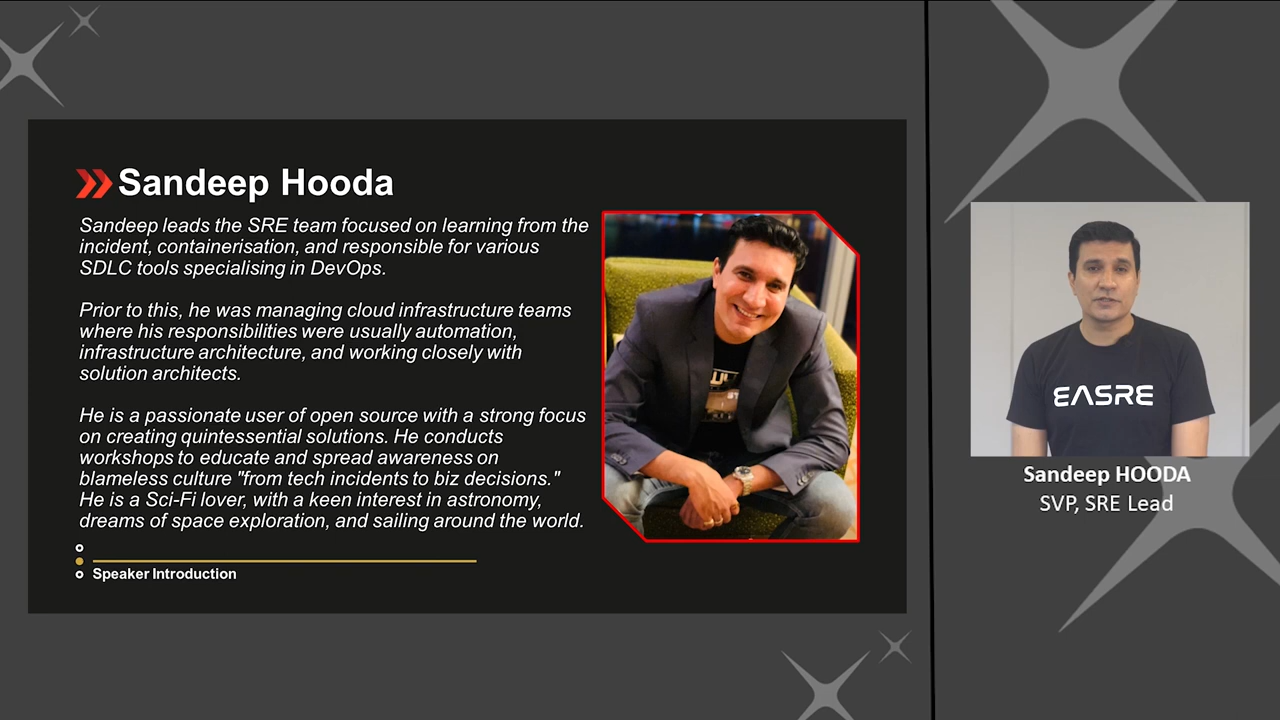 Sandeep Hooda
Sandeep leads the SRE team focused on learning from the
incident, containerisation, and responsible for various
SDLC tools specialising in DevOps.
Prior to this, he was managing cloud infrastructure teams
where his responsibilities were usually automation,
infrastructure architecture, and working closely with
solution architects.
He is a passionate user of open source with a strong focus
on creating quintessential solutions. He conducts
workshops to educate and spread awareness on
blameless culture "from tech incidents to biz decisions."
He is a Sci-Fi lover, with a keen interest in astronomy,
dreams of space exploration, and sailing around the world.
Speaker Introduction
EASRE
Sandeep HOODA
SVP, SRE Lead